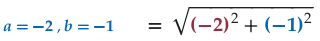 a = −2 , b = −1 = √(−2)² + (−1)²